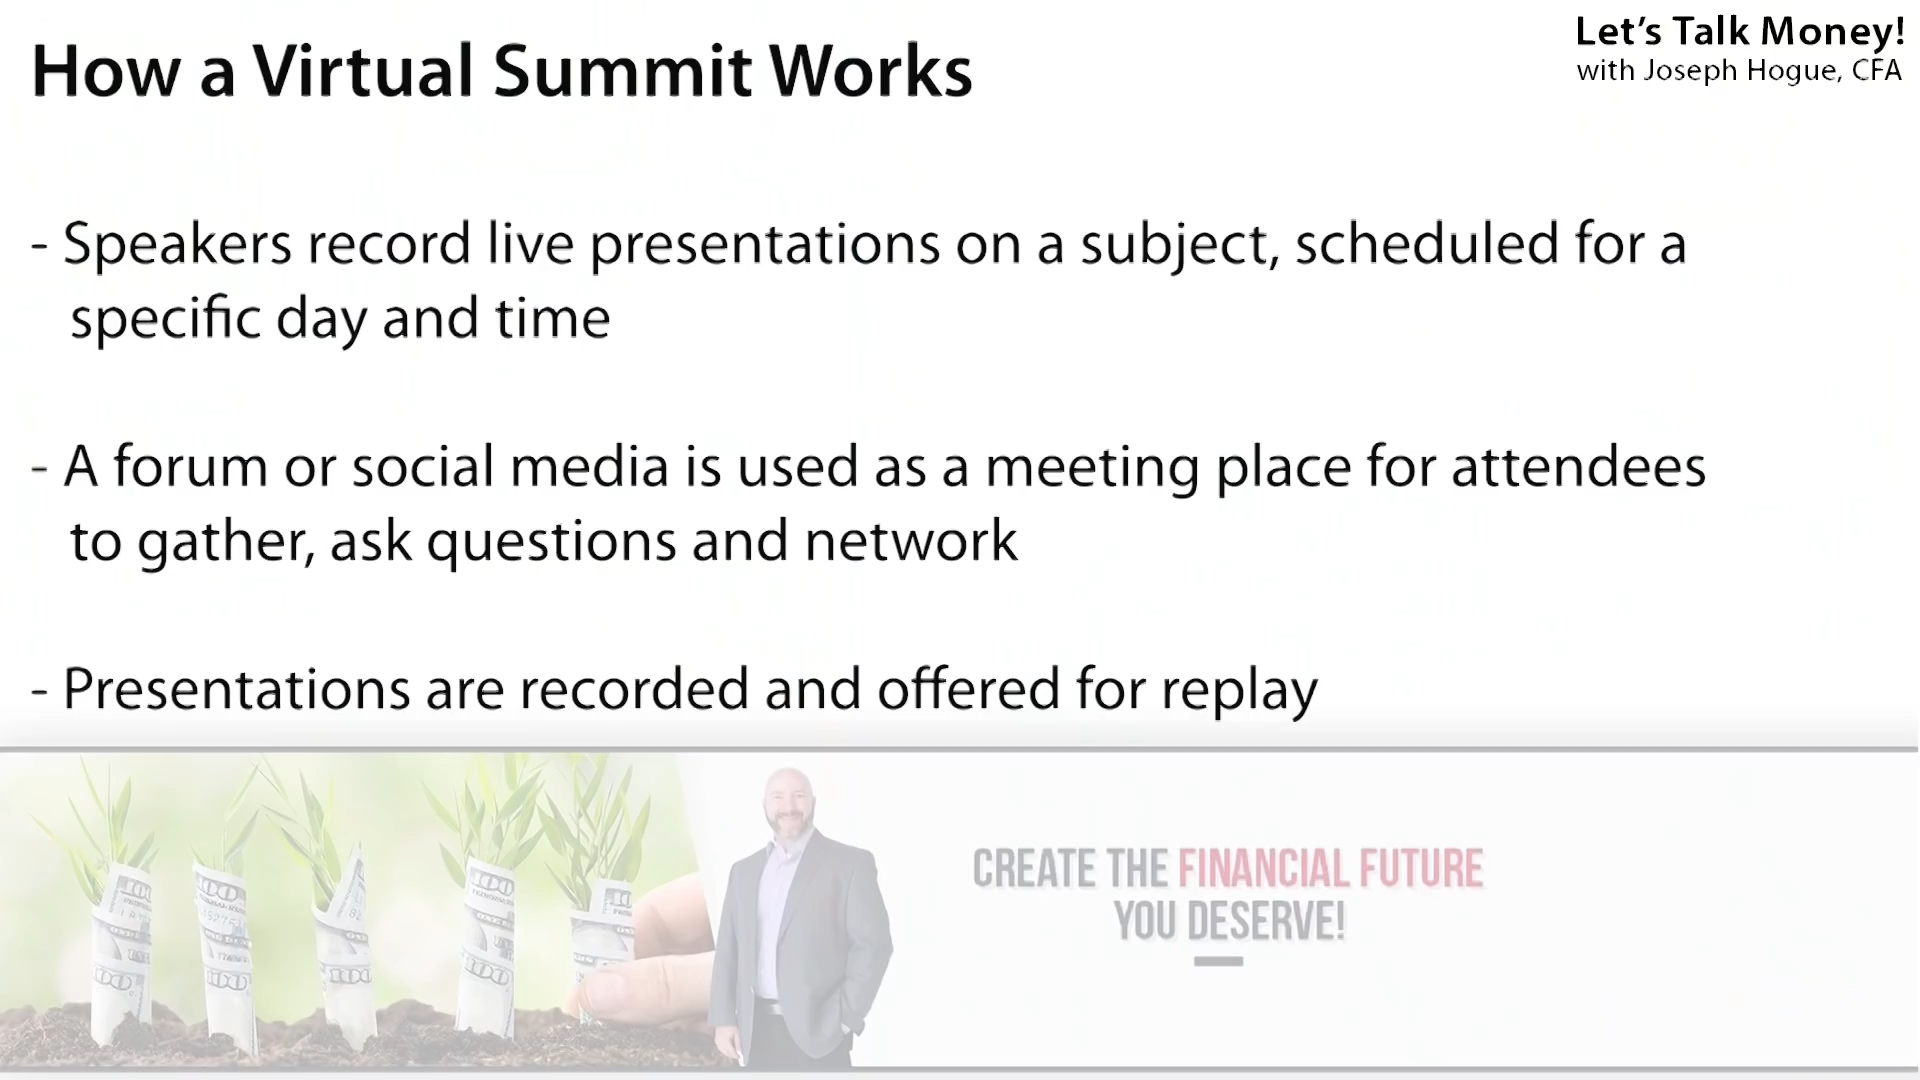 How a Virtual Summit Works
Let's Talk Money!
with Joseph Hogue, CFA
- Speakers record live presentations on a subject, scheduled for a
specific day and time
- A forum or social media is used as a meeting place for attendees
to gather, ask questions and network
- Presentations are recorded and offered for replay
CREATE THE FINANCIAL FUTURE
YOU DESERVE!